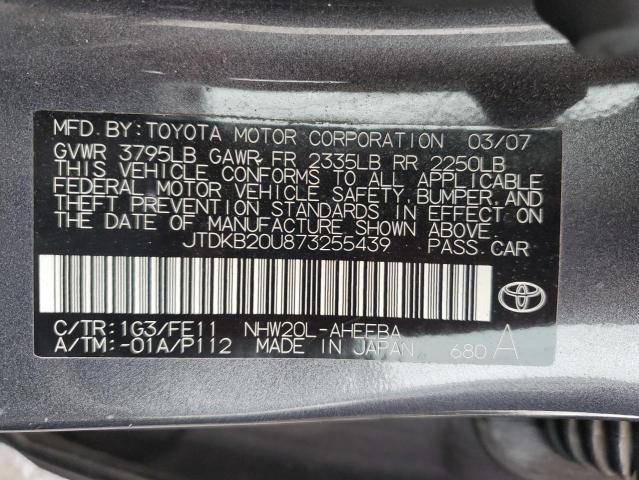 MFD.BY:TOYOTA MOTOR CORPORATION 03/07
GVWR 3795LB GAWR FR 2335LB RR 2250LB
THIS VEHICLE CONFORMS TO ALL APPLICABLE
FEDERAL MOTOR VEHICLE SAFETY,BUMPER,AND
THEFT PREVENTION STANDARDS IN EFFECT ON
THE DATE OF MANUFACTURE SHOWN ABOVE.
JTDKB20U873255439 PASS.CAR
C/TR:1G3/FE11 NHW20L-AHEEBA
A/TM:-01A/P112 MADE IN JAPAN 680 A